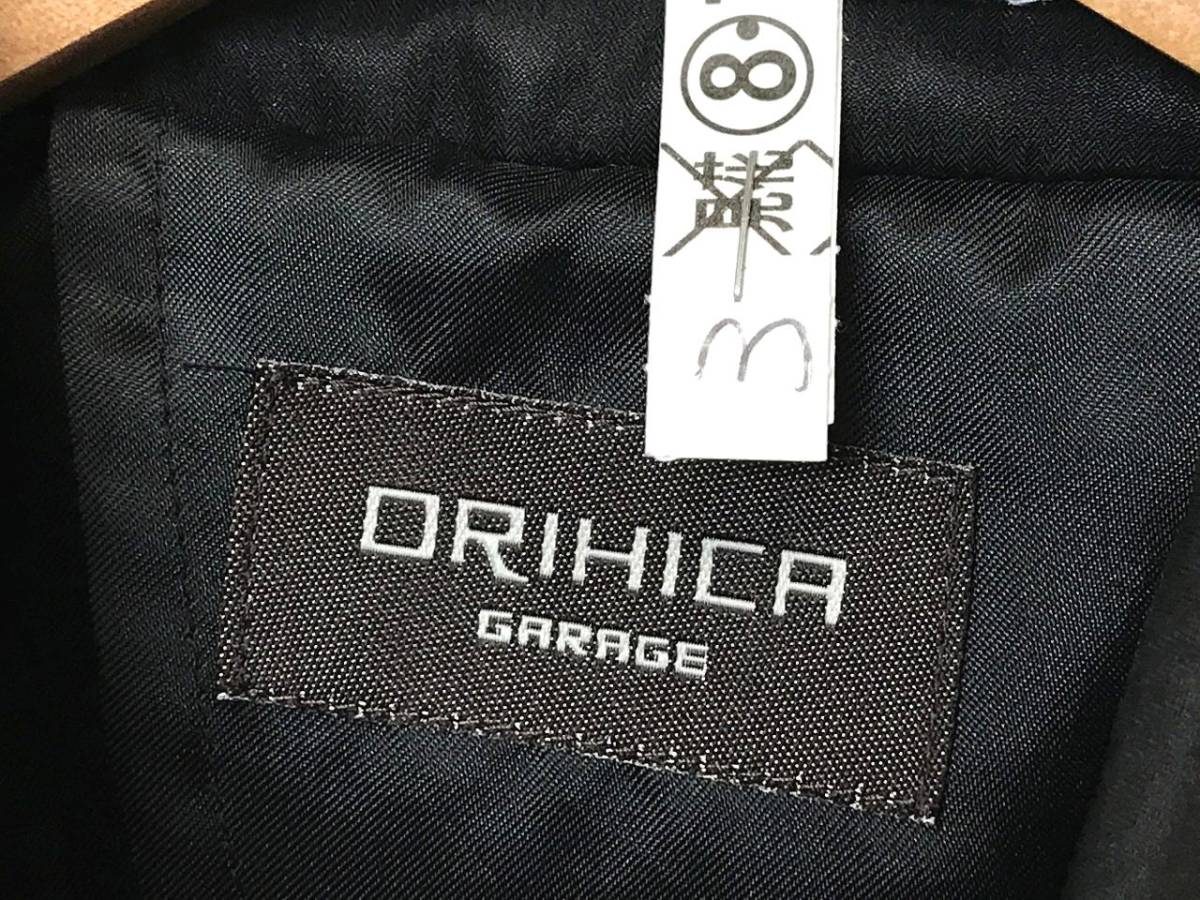 ⑧
3
ORIHICA
GARAGE